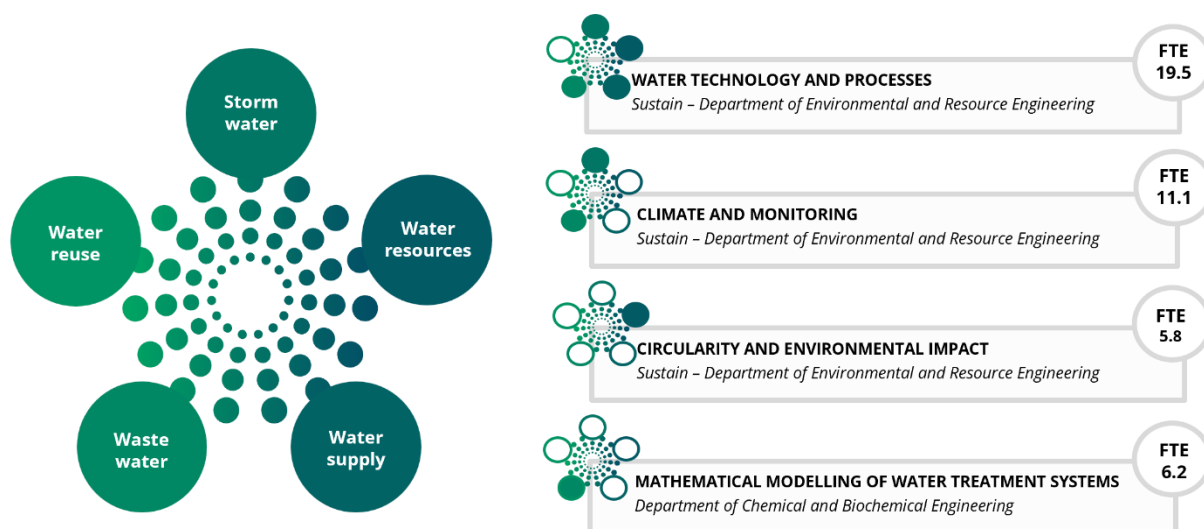 Storm
water
Water
reuse
Water
resources
Waste
water
Water
supply
WATER TECHNOLOGY AND PROCESSES
Sustain – Department of Environmental and Resource Engineering
FTE
19.5
CLIMATE AND MONITORING
Sustain – Department of Environmental and Resource Engineering
FTE
11.1
CIRCULARITY AND ENVIRONMENTAL IMPACT
Sustain – Department of Environmental and Resource Engineering
FTE
5.8
MATHEMATICAL MODELLING OF WATER TREATMENT SYSTEMS
Department of Chemical and Biochemical Engineering
FTE
6.2